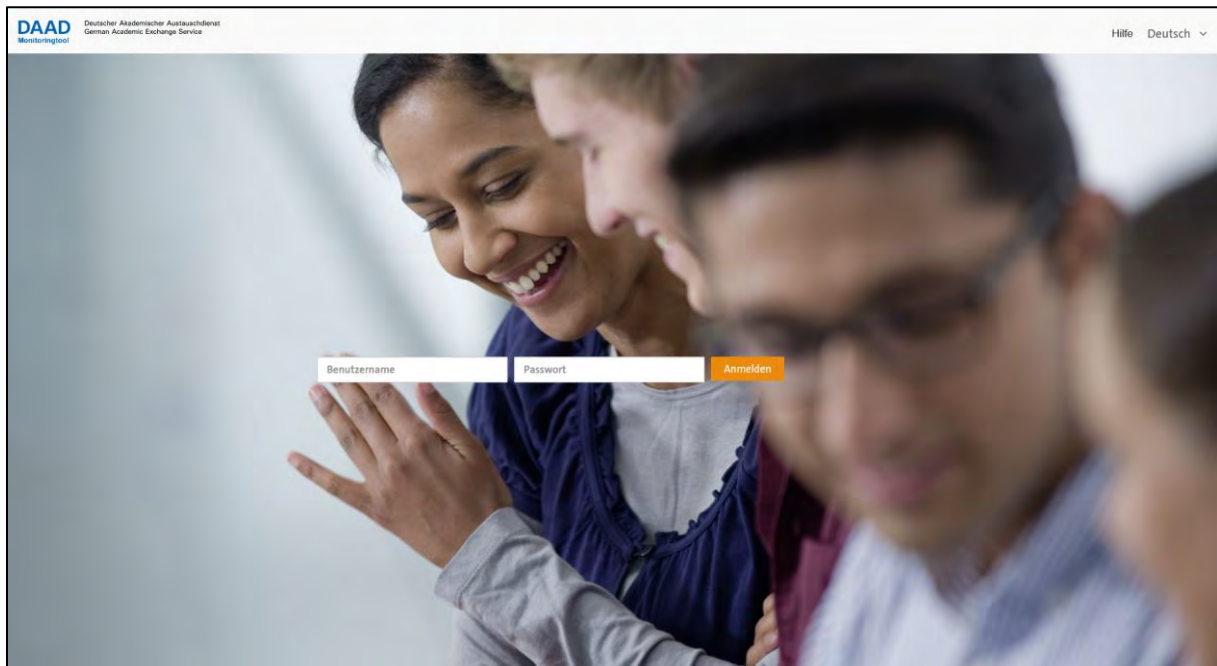 DAAD
Monitoringtool
Deutscher Akademischer Austauschdienst
German Academic Exchange Service
Hilfe Deutsch
Benutzername Passwort Anmelden